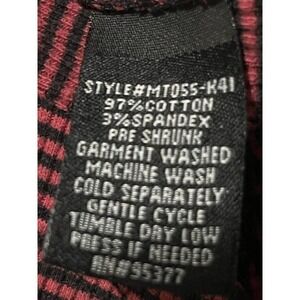 STYLE#MT055-K41
97%COTTON
3%SPANDEX
PRE SHRUNK
GARMENT WASHED
MACHINE WASH
COLD SEPARATELY
GENTLE CYCLE
TUMBLE DRY LOW
PRESS IF NEEDED
RN#95377